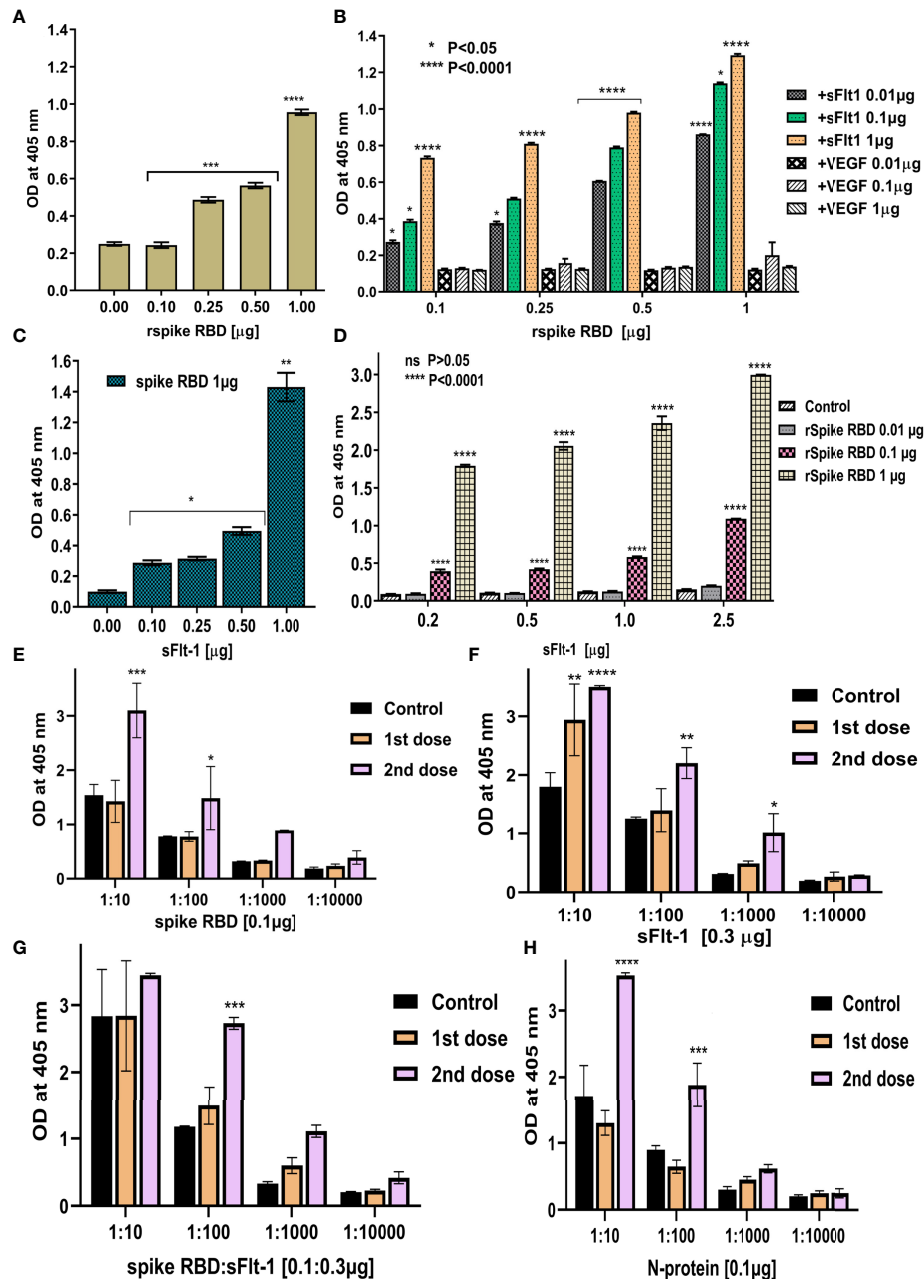 A
OD at 405 nm
1.4
1.2
1.0
0.8
0.6
0.4
0.2
0.0
***
****
0.00 0.10 0.25 0.50 1.00
rspike RBD [µg]
B
OD at 405 nm
1.4
1.2
1.0
0.8
0.6
0.4
0.2
0.0
* P<0.05
**** P<0.0001
* * ****
* ****
****
**** * ****
0.1 0.25 0.5 1
rspike RBD [µg]
+sFlt1 0.01µg
+sFlt1 0.1µg
+sFlt1 1µg
+VEGF 0.01µg
+VEGF 0.1µg
+VEGF 1µg
C
OD at 405 nm
1.6
1.4
1.2
1.0
0.8
0.6
0.4
0.2
0.0
spike RBD 1µg
*
**
0.00 0.10 0.25 0.50 1.00
sFlt-1 [µg]
D
OD at 405 nm
3.0
2.5
2.0
1.5
1.0
0.5
0.0
ns P>0.05
**** P<0.0001
**** ****
**** ****
**** ****
**** ****
0.2 0.5 1.0 2.5
sFlt-1 [µg]
Control
rSpike RBD 0.01 µg
rSpike RBD 0.1 µg
rSpike RBD 1 µg
E
OD at 405 nm
3
2
1
0
***
*
1:10 1:100 1:1000 1:10000
spike RBD [0.1µg]
Control
1st dose
2nd dose
F
OD at 405 nm
3
2
1
0
** ****
**
*
1:10 1:100 1:1000 1:10000
sFlt-1 [0.3 µg]
Control
1st dose
2nd dose
G
OD at 405 nm
3
2
1
0
***
1:10 1:100 1:1000 1:10000
spike RBD:sFlt-1 [0.1:0.3µg]
Control
1st dose
2nd dose
H
OD at 405 nm
3
2
1
0
****
***
1:10 1:100 1:1000 1:10000
N-protein [0.1µg]
Control
1st dose
2nd dose